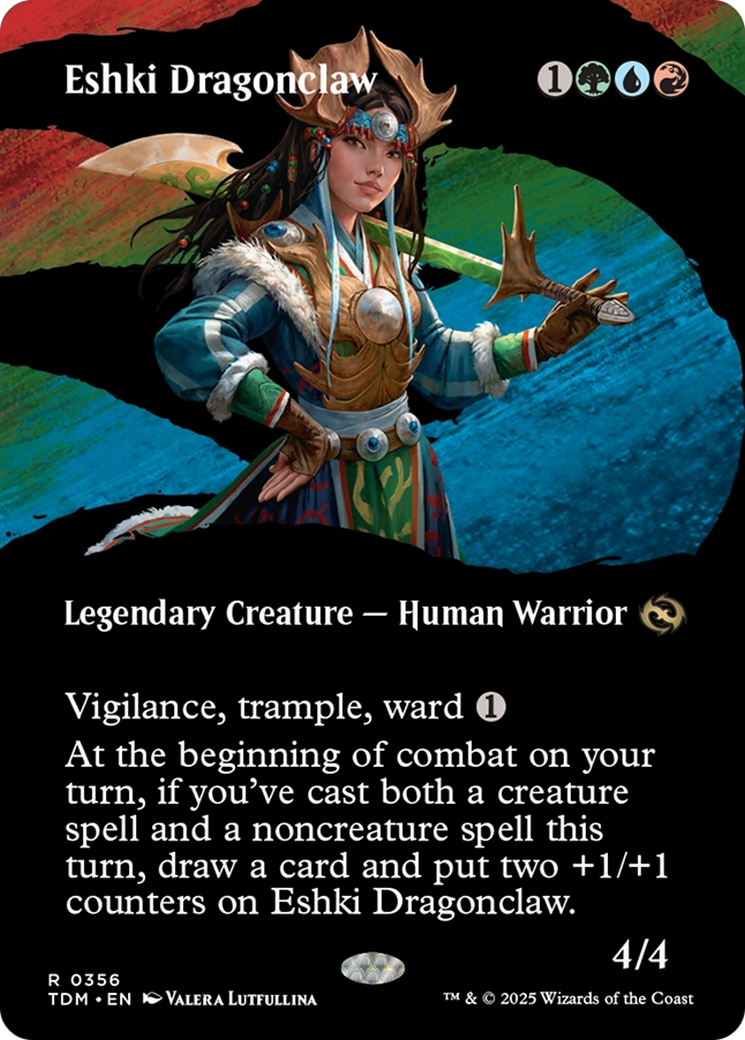 Eshki Dragonclaw 1
Legendary Creature — Human Warrior
Vigilance, trample, ward 1
At the beginning of combat on your
turn, if you’ve cast both a creature
spell and a noncreature spell this
turn, draw a card and put two +1/+1
counters on Eshki Dragonclaw.
4/4
R 0356
TDM • EN Valera Lutfullina
™ & © 2025 Wizards of the Coast